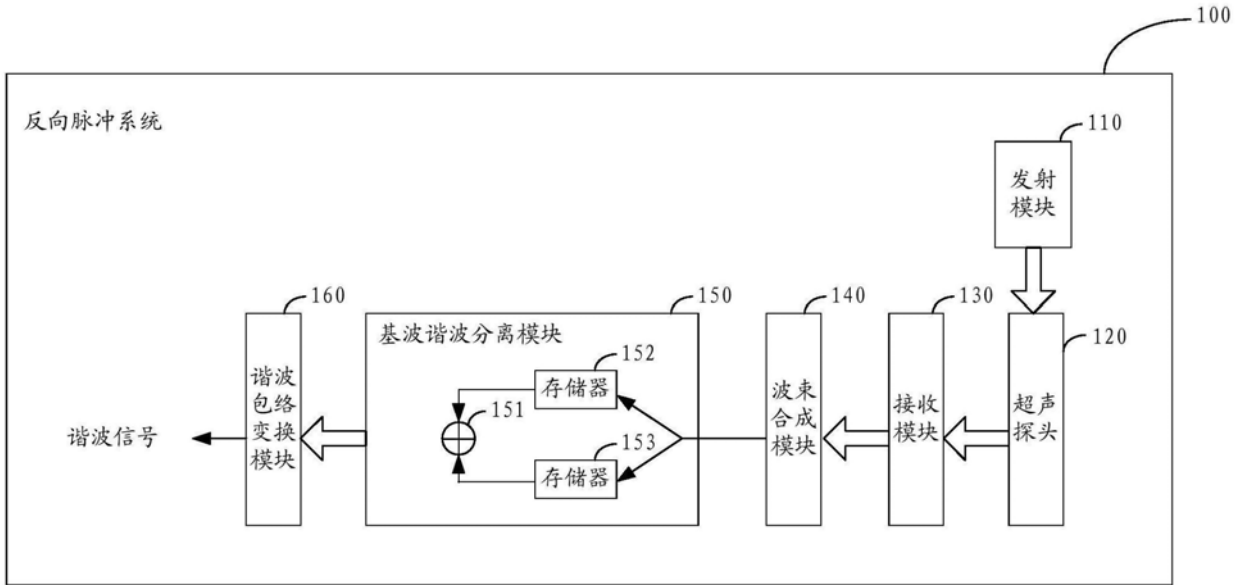 100
反向脉冲系统
110
发射
模块
160
150
140
130
120
基波谐波分离模块
152
存储器
151
153
存储器
谐波
包络
变换
模块
波束
合成
模块
接收
模块
超声
探头
谐波信号